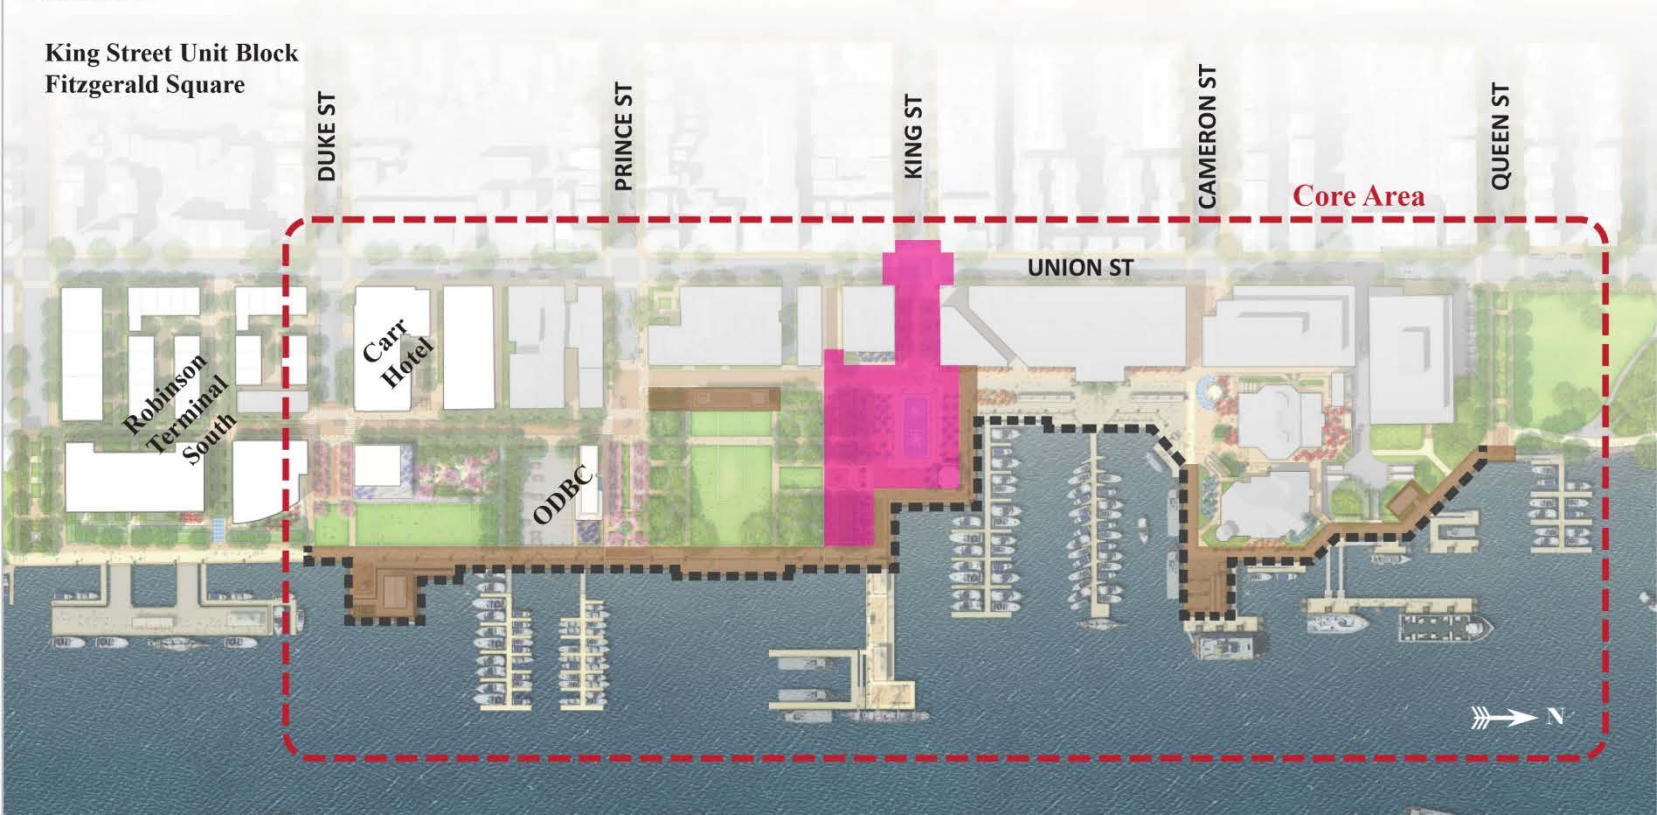 King Street Unit Block
Fitzgerald Square
DUKE ST
PRINCE ST
KING ST
CAMERON ST
QUEEN ST
Core Area
UNION ST
Carr
Hotel
Robinson
Terminal
South
ODBC
N